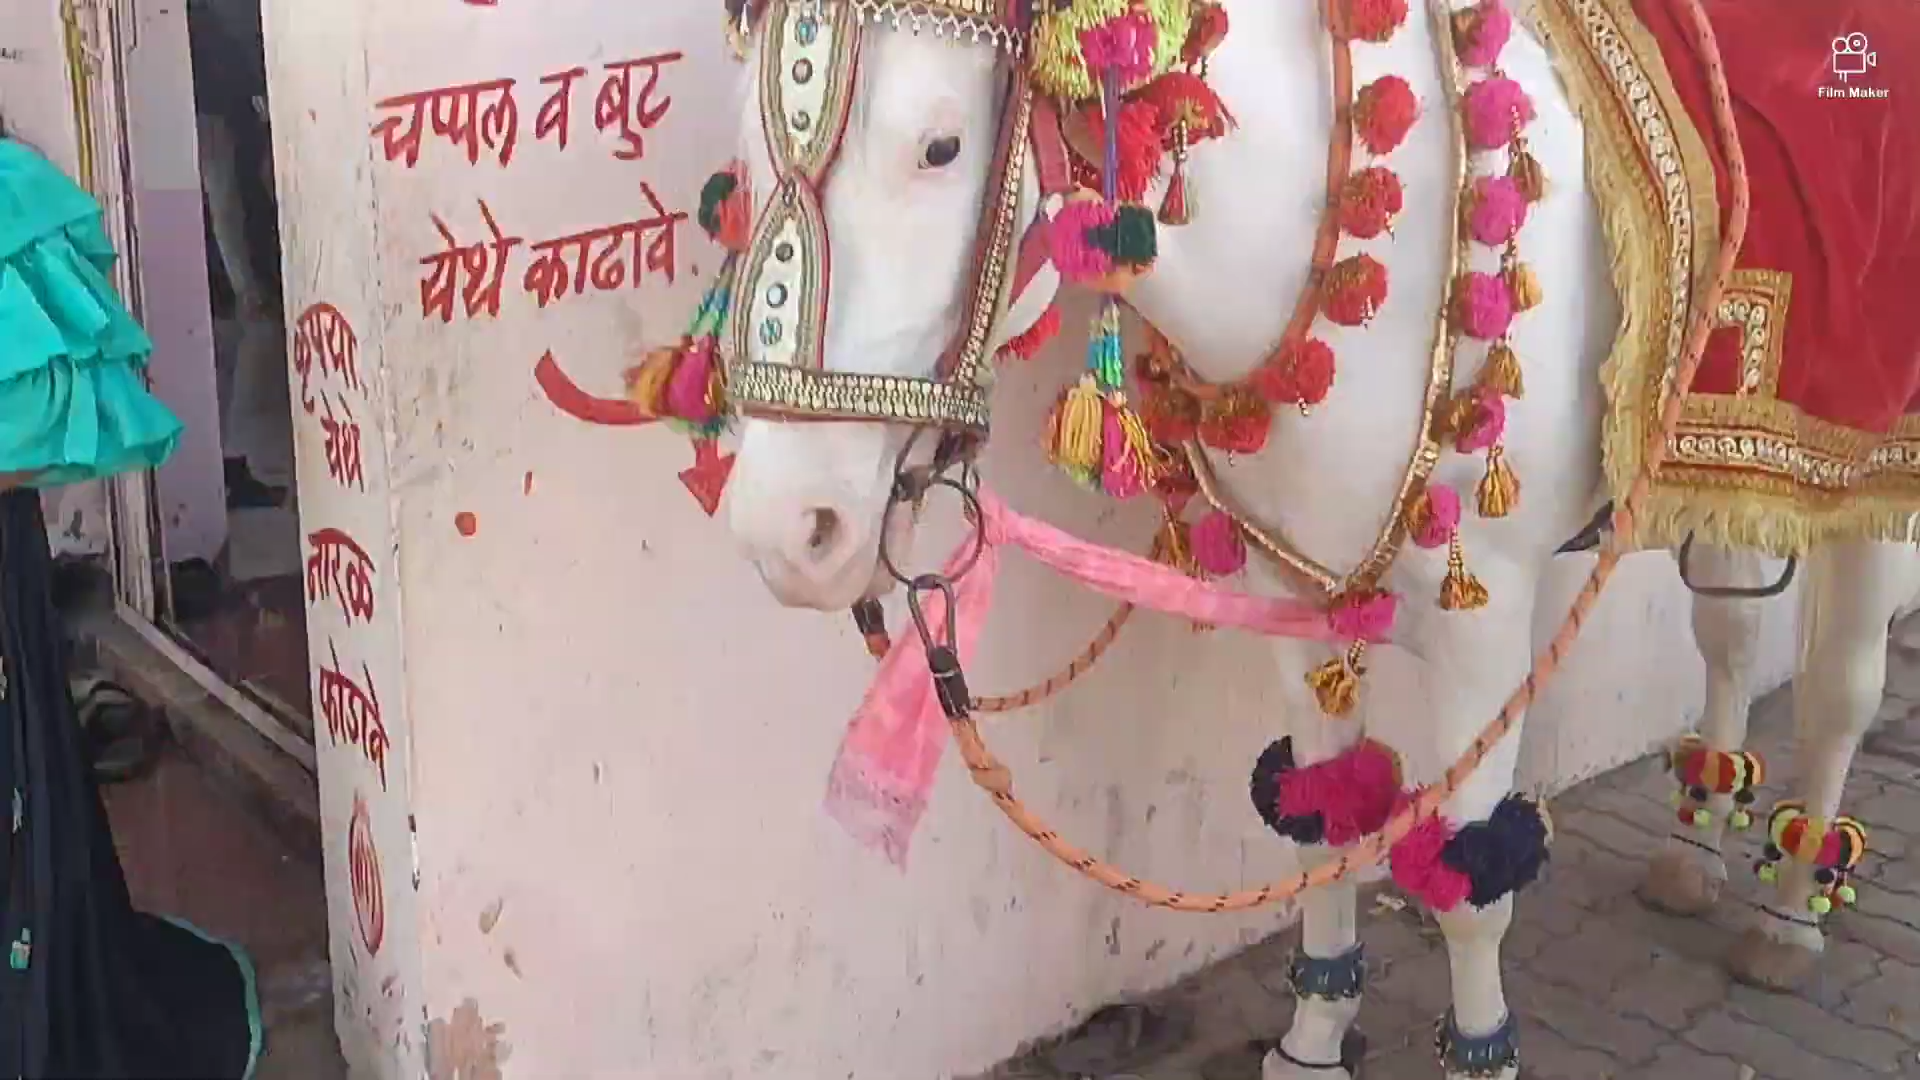 चप्पल व बुट
येथे काढावे.
कृपया
येथे
नारळ
फोडावे
Film Maker